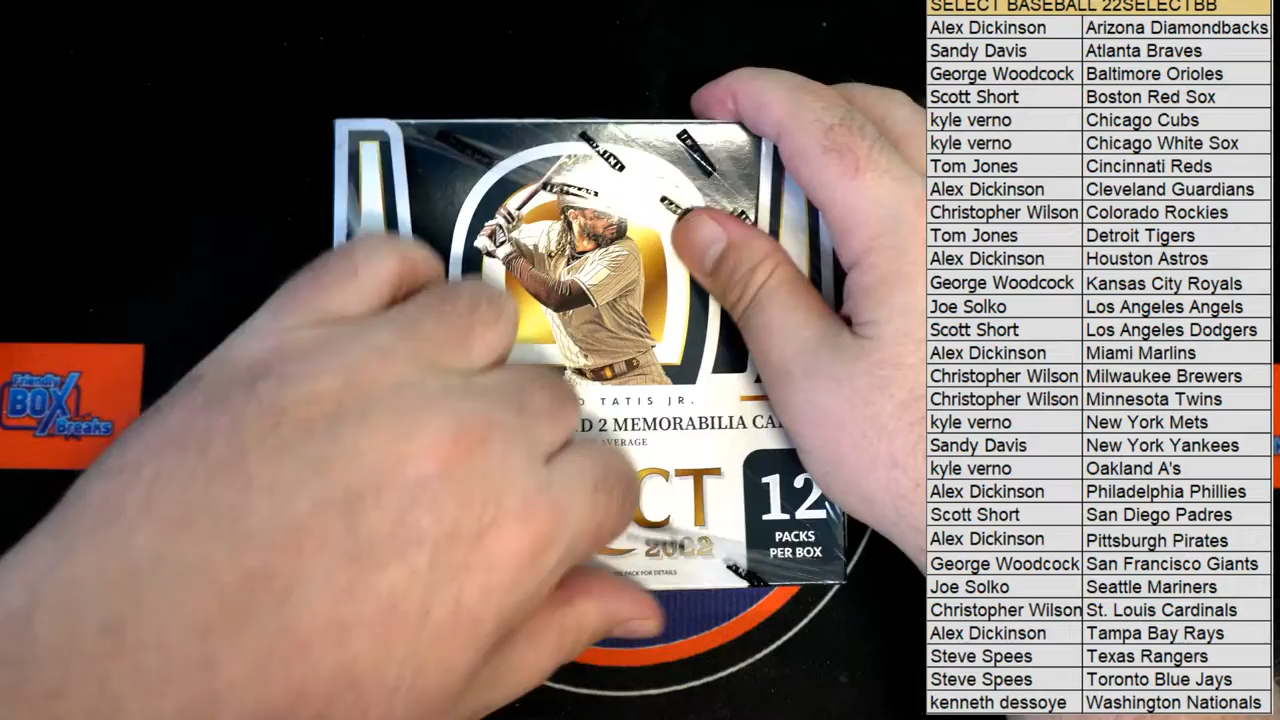 SELECT BASEBALL 22SELECTBB
Alex Dickinson Arizona Diamondbacks
Sandy Davis Atlanta Braves
George Woodcock Baltimore Orioles
Scott Short Boston Red Sox
kyle verno Chicago Cubs
kyle verno Chicago White Sox
Tom Jones Cincinnati Reds
Alex Dickinson Cleveland Guardians
Christopher Wilson Colorado Rockies
Tom Jones Detroit Tigers
Alex Dickinson Houston Astros
George Woodcock Kansas City Royals
Joe Solko Los Angeles Angels
Scott Short Los Angeles Dodgers
Alex Dickinson Miami Marlins
Christopher Wilson Milwaukee Brewers
Christopher Wilson Minnesota Twins
kyle verno New York Mets
Sandy Davis New York Yankees
kyle verno Oakland A's
Alex Dickinson Philadelphia Phillies
Scott Short San Diego Padres
Alex Dickinson Pittsburgh Pirates
George Woodcock San Francisco Giants
Joe Solko Seattle Mariners
Christopher Wilson St. Louis Cardinals
Alex Dickinson Tampa Bay Rays
Steve Spees Texas Rangers
Steve Spees Toronto Blue Jays
kenneth dessoye Washington Nationals
PANINI
TATIS JR.
2 MEMORABILIA
AVERAGE
CT
2022
PACK FOR DETAILS
12
PACKS
PER BOX
Friendly
BOX
Breaks